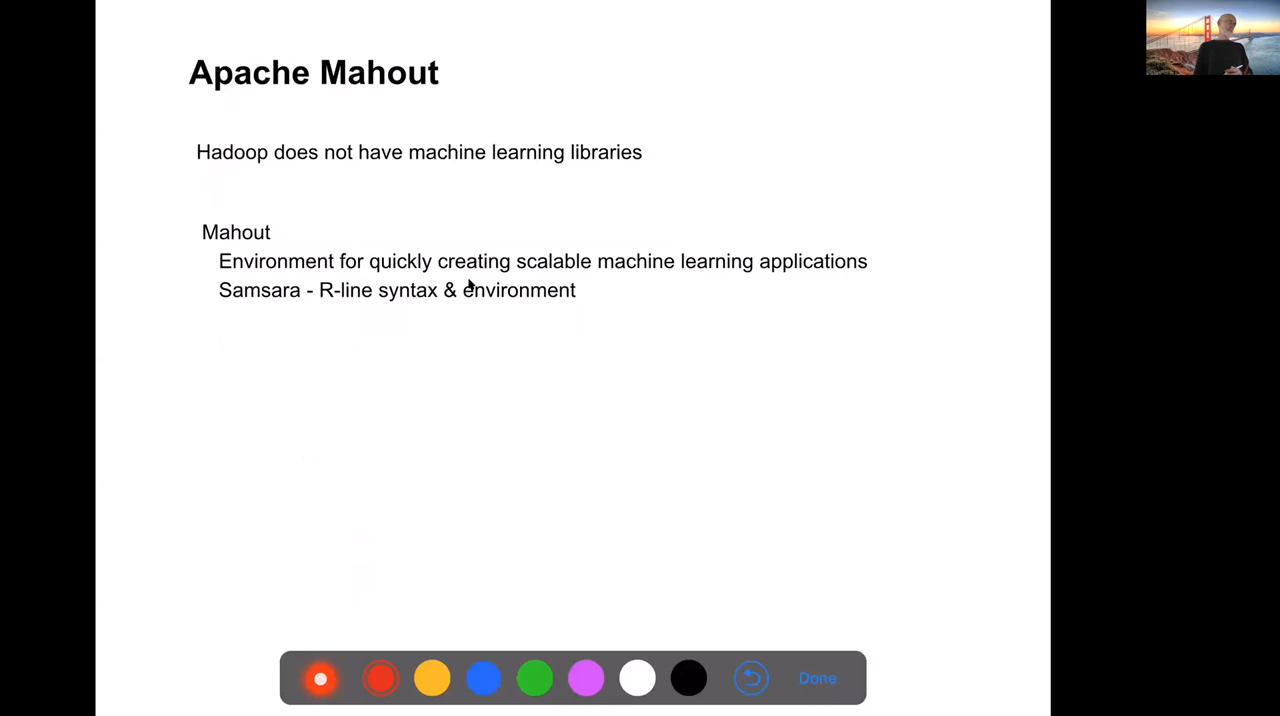 Apache Mahout
Hadoop does not have machine learning libraries
Mahout
Environment for quickly creating scalable machine learning applications
Samsara - R-line syntax & environment
Done